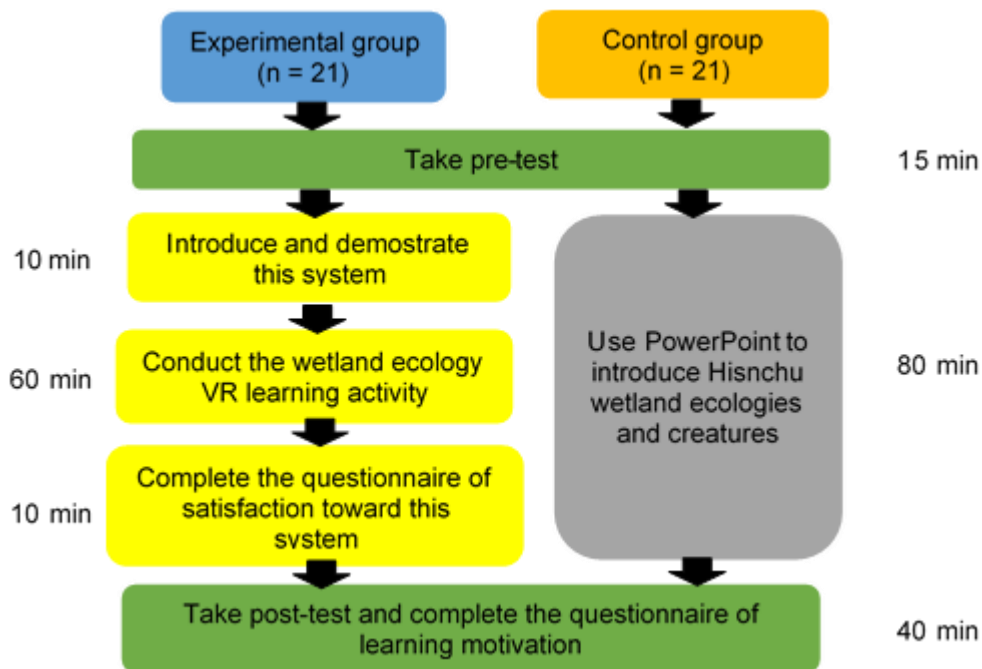 Experimental group
(n = 21)
Control group
(n = 21)
Take pre-test
15 min
10 min
Introduce and demostrate
this system
60 min
Conduct the wetland ecology
VR learning activity
10 min
Complete the questionnaire of
satisfaction toward this
system
Use PowerPoint to
introduce Hisnchu
wetland ecologies
and creatures
80 min
Take post-test and complete the questionnaire of
learning motivation
40 min